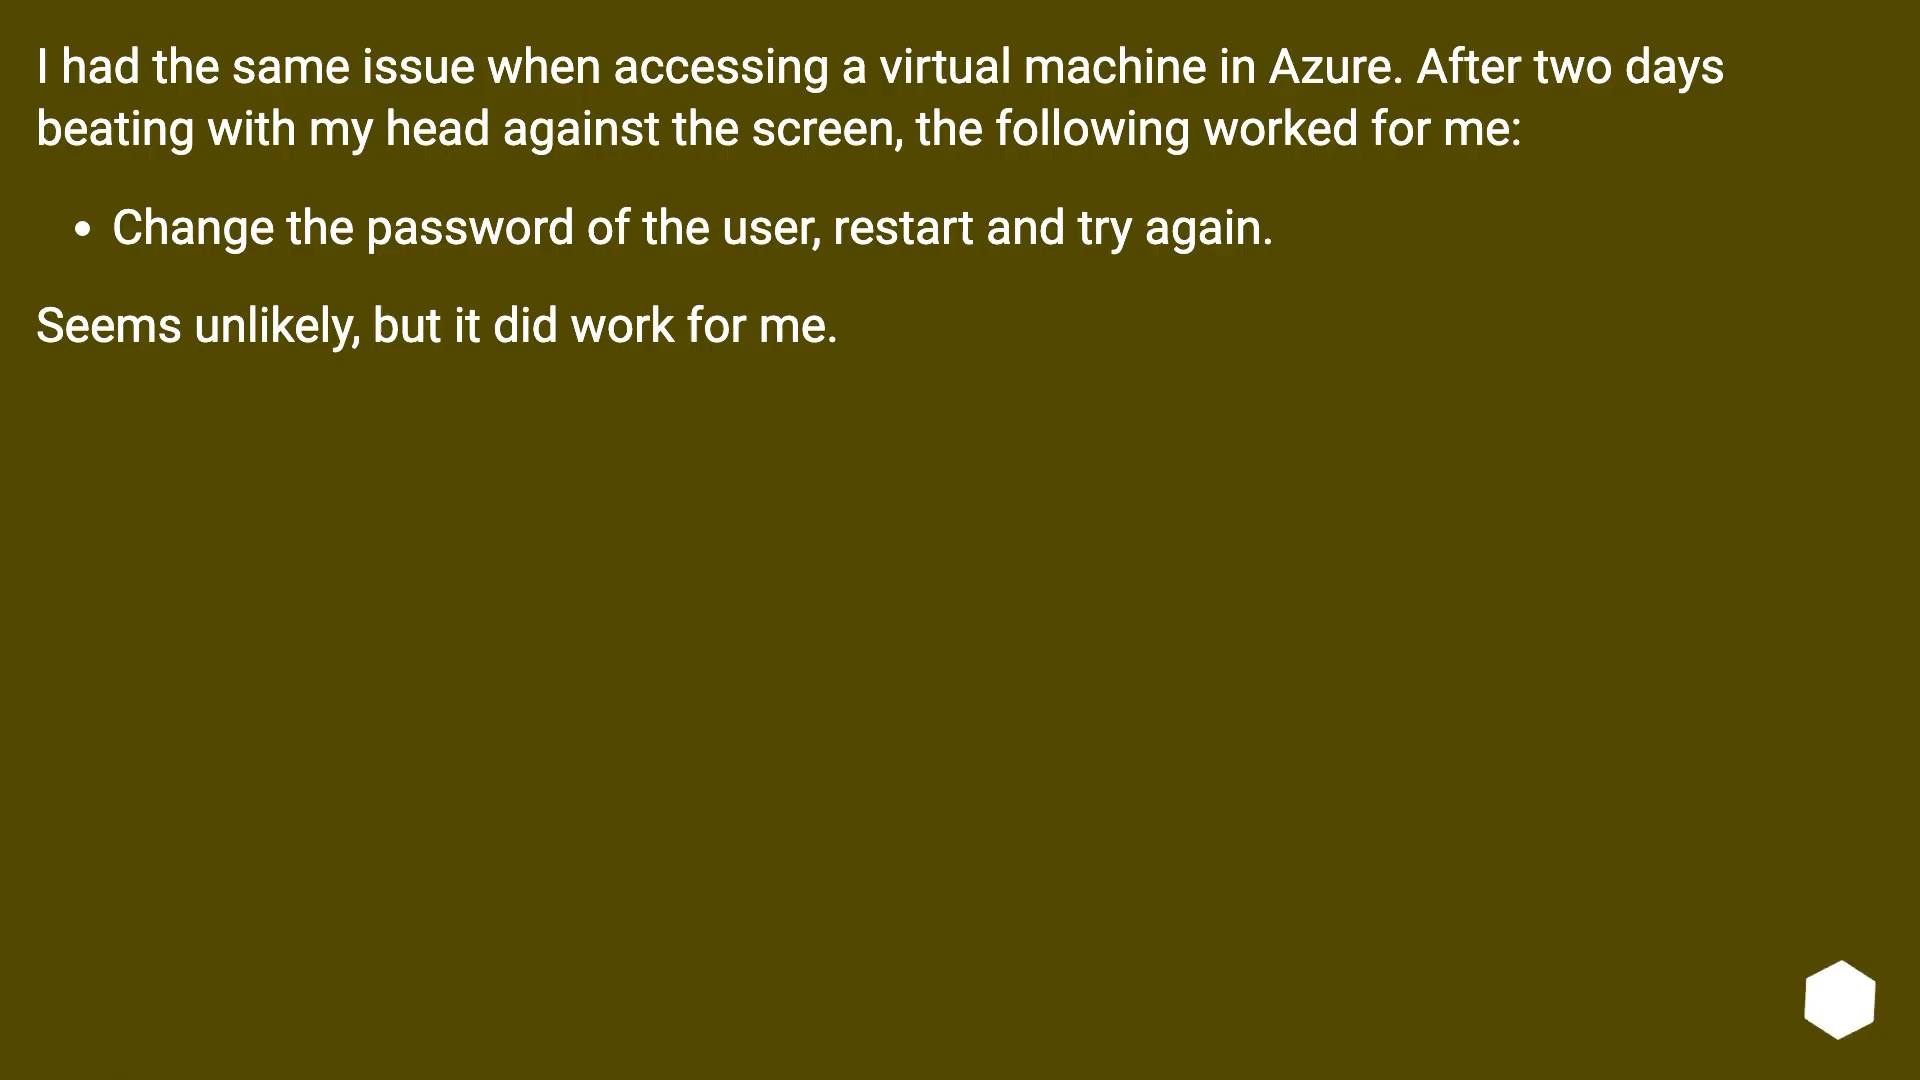 I had the same issue when accessing a virtual machine in Azure. After two days
beating with my head against the screen, the following worked for me:
• Change the password of the user, restart and try again.
Seems unlikely, but it did work for me.